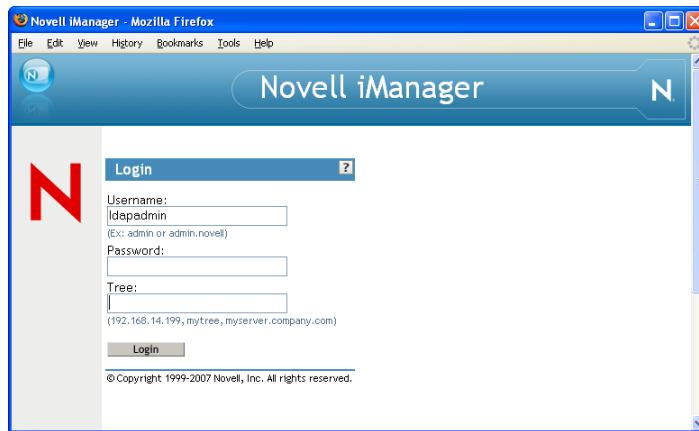 Novell iManager - Mozilla Firefox
File Edit View History Bookmarks Tools Help
N
Novell iManager
N
N
Login ?
Username:
ldapadmin
(Ex: admin or admin.novell)
Password:
Tree:
(192.168.14.199, mytree, myserver.company.com)
Login
© Copyright 1999-2007 Novell, Inc. All rights reserved.